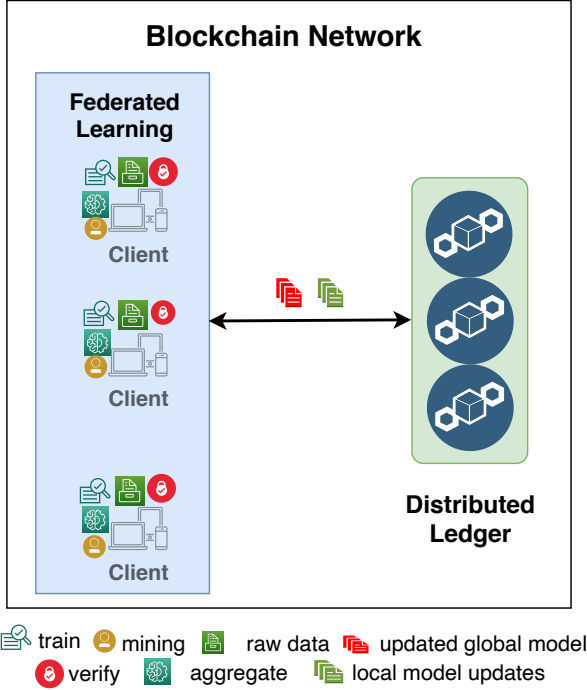 Blockchain Network
Federated
Learning
Client
Client
Client
Distributed
Ledger
train mining raw data updated global model
verify aggregate local model updates